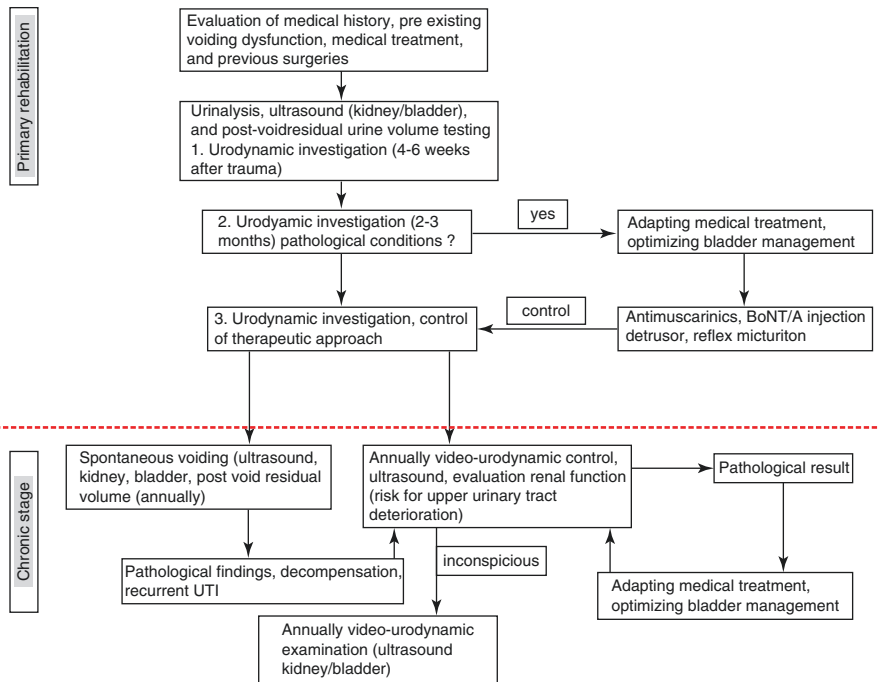 Primary rehabilitation
Evaluation of medical history, pre existing
voiding dysfunction, medical treatment,
and previous surgeries
Urinalysis, ultrasound (kidney/bladder),
and post-voidresidual urine volume testing
1. Urodynamic investigation (4-6 weeks
after trauma)
2. Urodyamic investigation (2-3
months) pathological conditions ?
yes
Adapting medical treatment,
optimizing bladder management
Antimuscarinics, BoNT/A injection
detrusor, reflex micturiton
control
3. Urodynamic investigation, control
of therapeutic approach
Chronic stage
Spontaneous voiding (ultrasound,
kidney, bladder, post void residual
volume (annually)
Annually video-urodynamic control,
ultrasound, evaluation renal function
(risk for upper urinary tract
deterioration)
Pathological result
inconspicious
Pathological findings, decompensation,
recurrent UTI
Adapting medical treatment,
optimizing bladder management
Annually video-urodynamic
examination (ultrasound
kidney/bladder)